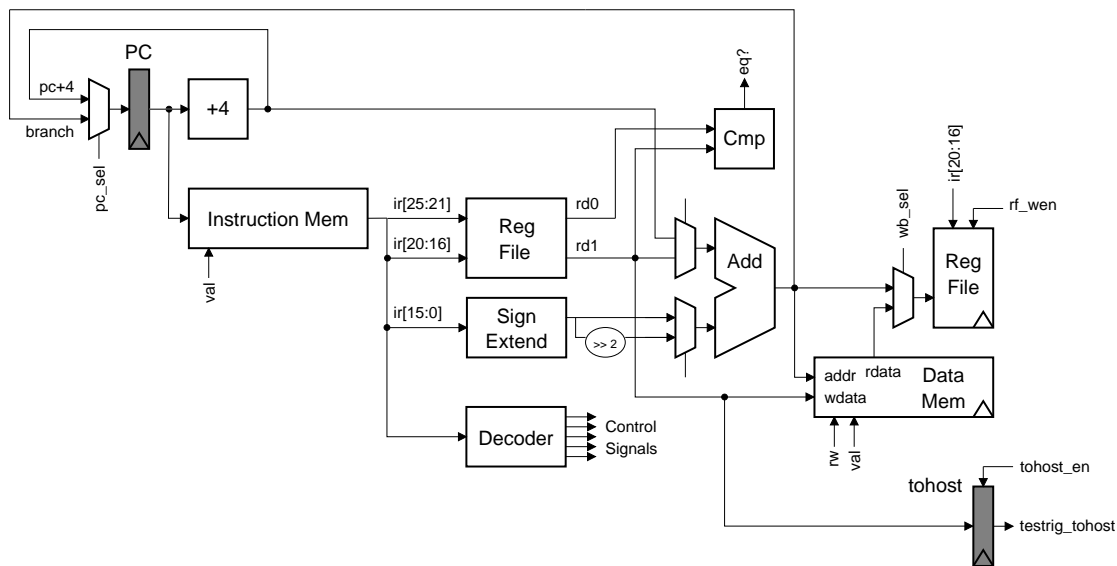 PC
eq?
pc+4
+4
branch
Cmp
ir[20:16]
pc_sel
Instruction Mem
ir[25:21]
rd0
Reg
File
ir[20:16]
rd1
Add
wb_sel
rf_wen
Reg
File
val
ir[15:0]
Sign
Extend
>> 2
addr
rdata
wdata
Data
Mem
Decoder
Control
Signals
rw
val
tohost
tohost_en
testrig_tohost